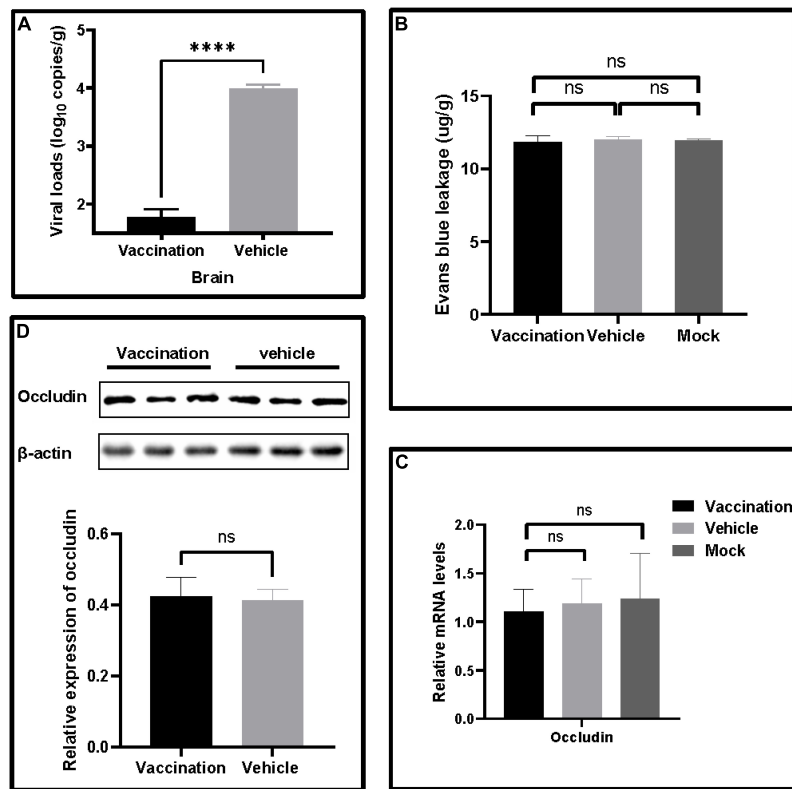 A
Viral loads (log10 copies/g)
5
4
3
2
****
Vaccination Vehicle
Brain
B
Evans blue leakage (ug/g)
15
10
5
0
ns
ns ns
Vaccination Vehicle Mock
D
Vaccination vehicle
Occludin
β-actin
Relative expression of occludin
0.6
0.4
0.2
0.0
ns
Vaccination Vehicle
C
Relative mRNA levels
2.0
1.5
1.0
0.5
0.0
ns
ns
Occludin
Vaccination
Vehicle
Mock